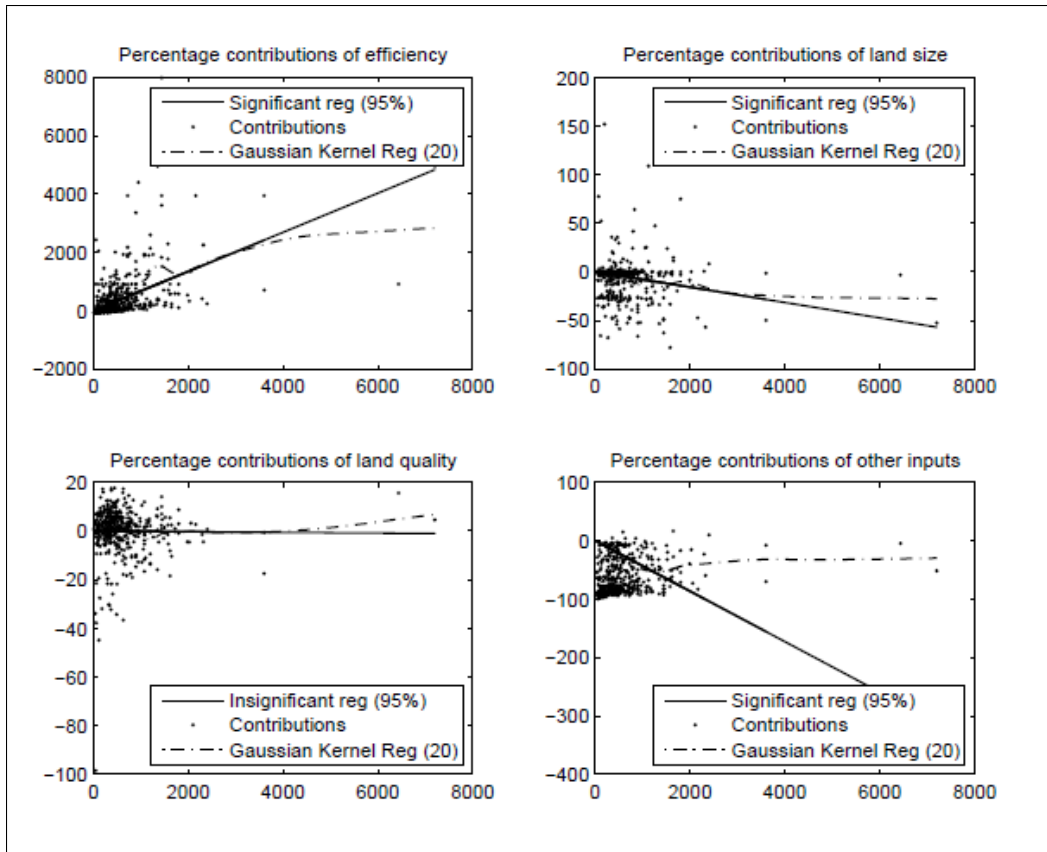 Percentage contributions of efficiency
8000
6000
4000
2000
0
−2000
Significant reg (95%)
Contributions
Gaussian Kernel Reg (20)
0 2000 4000 6000 8000
Percentage contributions of land size
200
150
100
50
0
−50
−100
Significant reg (95%)
Contributions
Gaussian Kernel Reg (20)
0 2000 4000 6000 8000
Percentage contributions of land quality
20
0
−20
−40
−60
−80
−100
Insignificant reg (95%)
Contributions
Gaussian Kernel Reg (20)
0 2000 4000 6000 8000
Percentage contributions of other inputs
100
0
−100
−200
−300
−400
Significant reg (95%)
Contributions
Gaussian Kernel Reg (20)
0 2000 4000 6000 8000